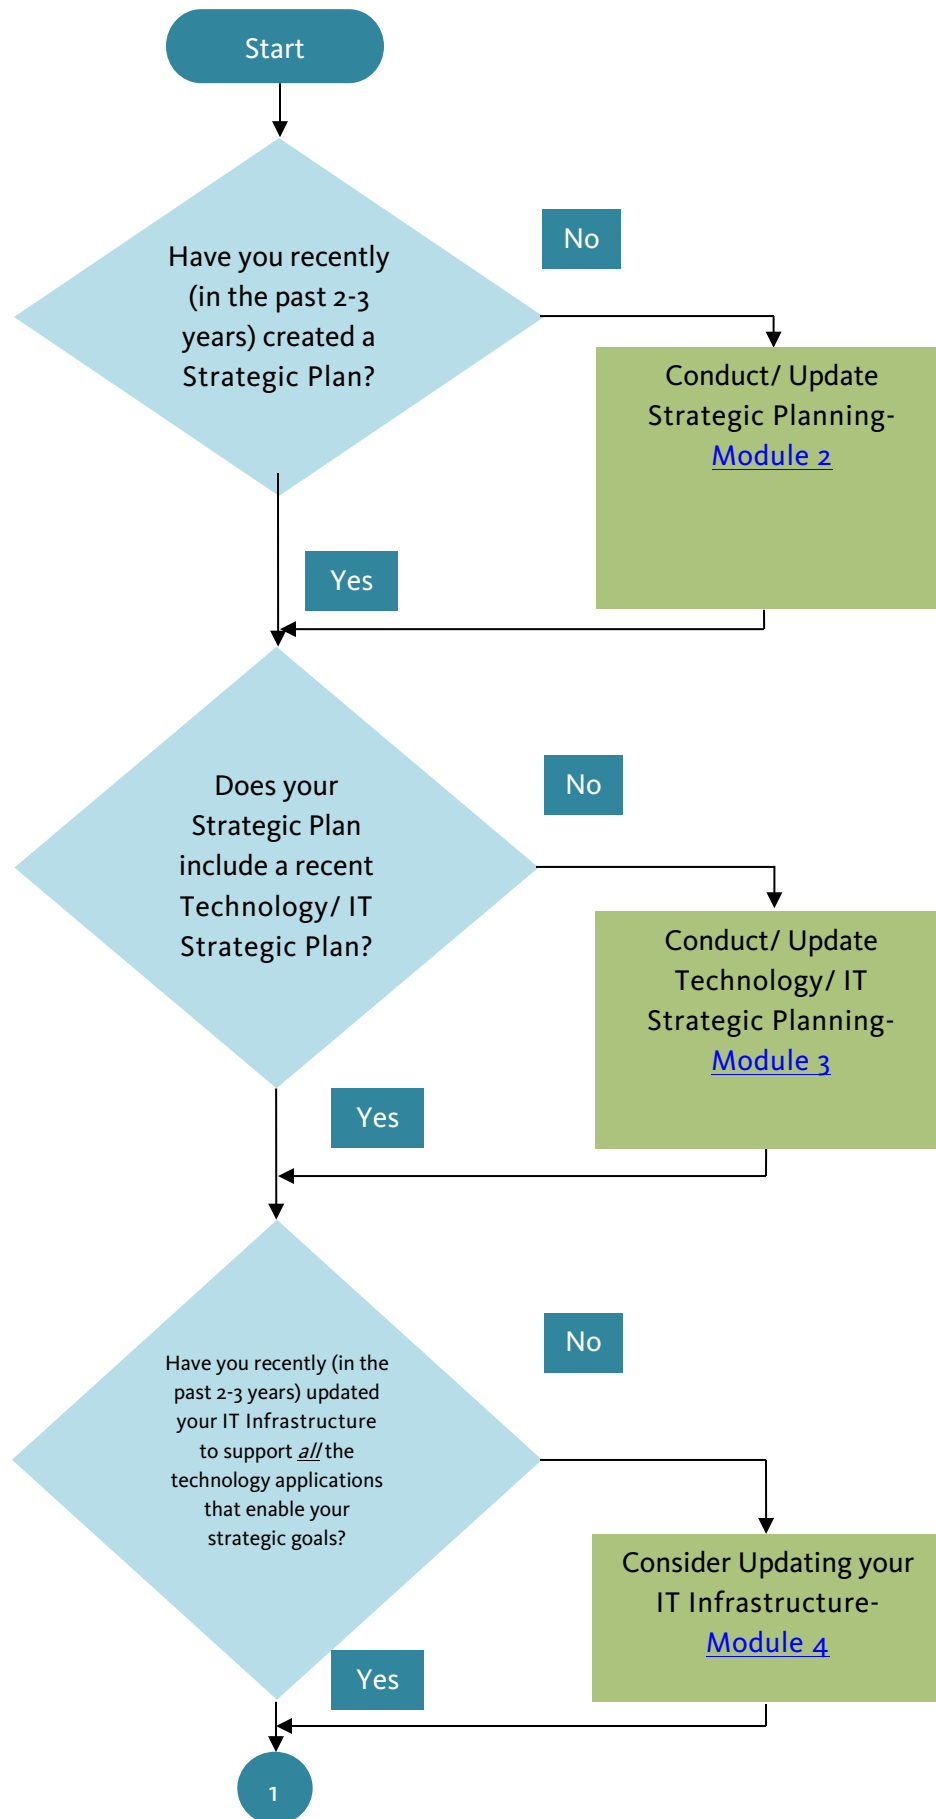 Start
No
Have you recently
(in the past 2-3
years) created a
Strategic Plan?
Conduct/ Update
Strategic Planning-
Module 2
Yes
No
Does your
Strategic Plan
include a recent
Technology/ IT
Strategic Plan?
Conduct/ Update
Technology/ IT
Strategic Planning-
Module 3
Yes
No
Have you recently (in the
past 2-3 years) updated
your IT Infrastructure
to support all the
technology applications
that enable your
strategic goals?
Consider Updating your
IT Infrastructure-
Module 4
Yes
1